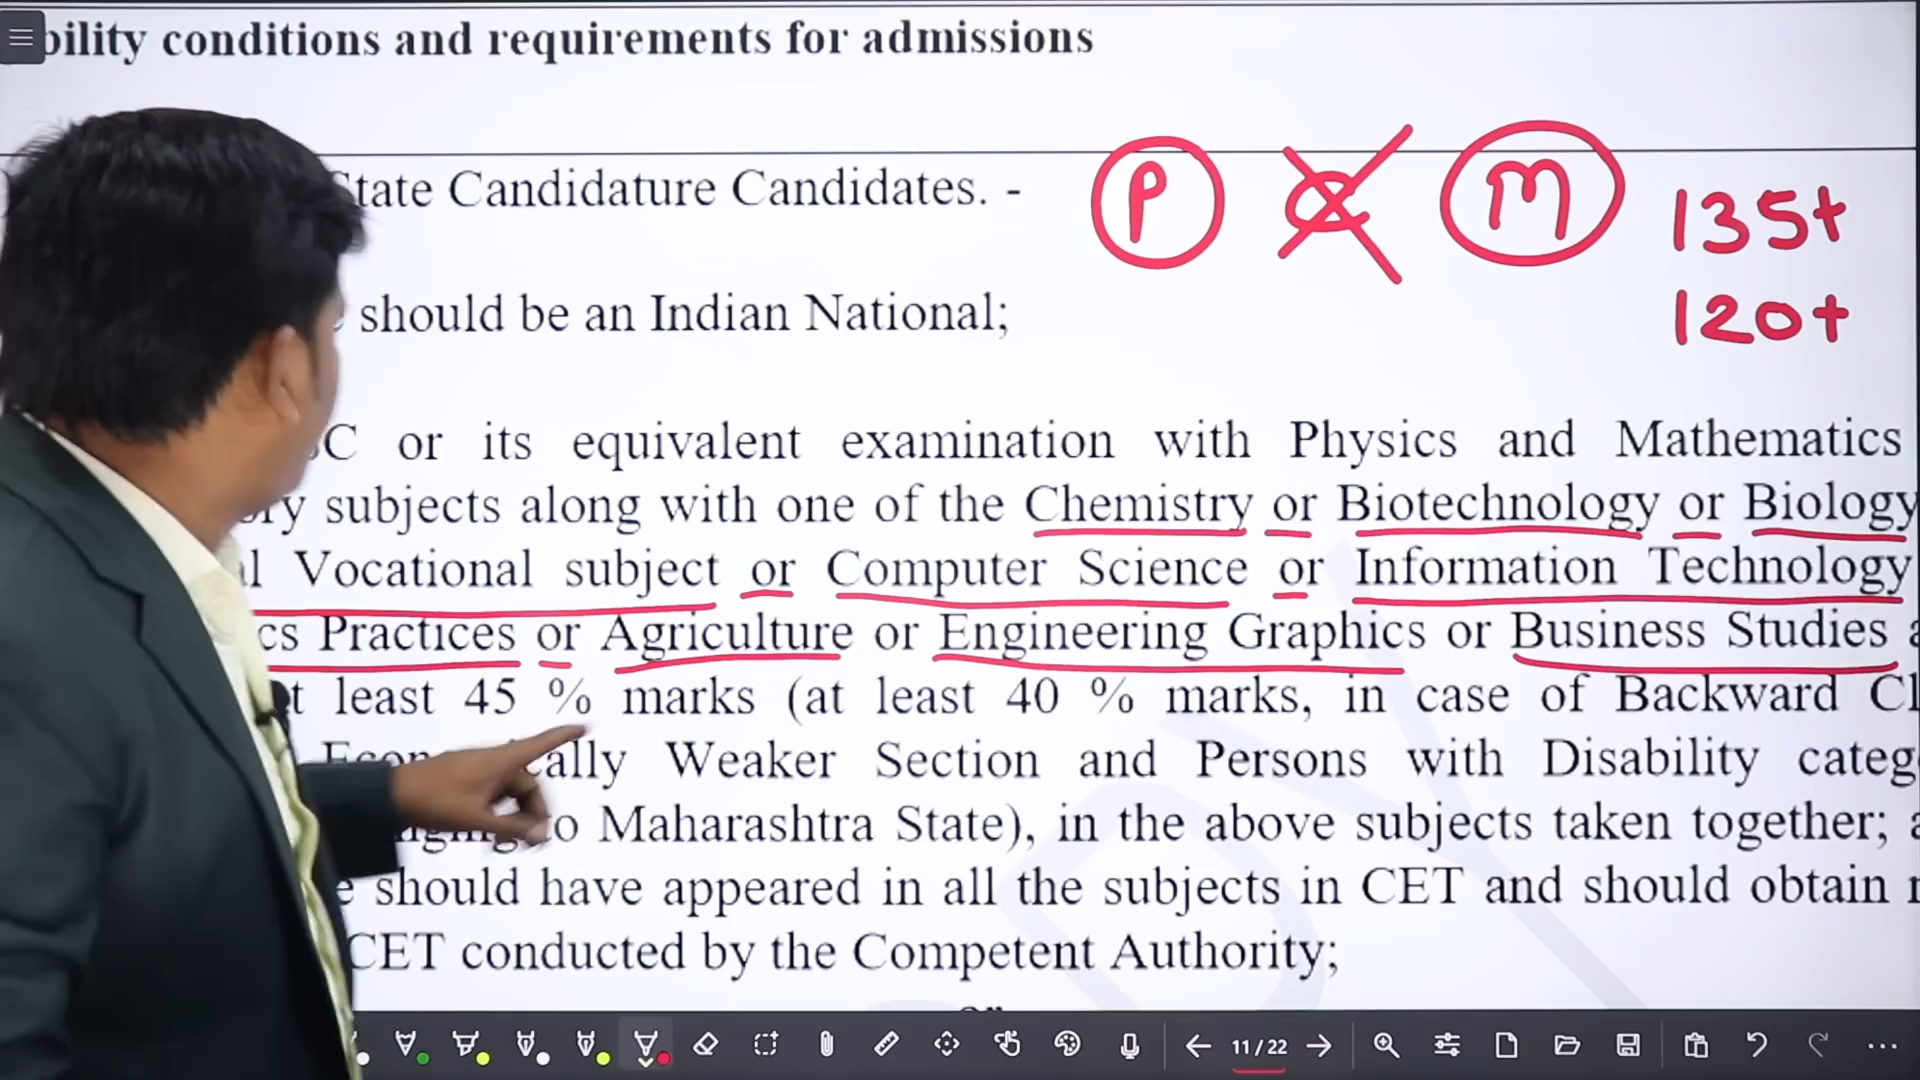 bility conditions and requirements for admissions
State Candidature Candidates. -
P C M 135+
120+
should be an Indian National;
C or its equivalent examination with Physics and Mathematics
ory subjects along with one of the Chemistry or Biotechnology or Biology
l Vocational subject or Computer Science or Information Technology
cs Practices or Agriculture or Engineering Graphics or Business Studies a
t least 45 % marks (at least 40 % marks, in case of Backward Cl
Economically Weaker Section and Persons with Disability catego
to Maharashtra State), in the above subjects taken together; a
e should have appeared in all the subjects in CET and should obtain
CET conducted by the Competent Authority;
11 / 22